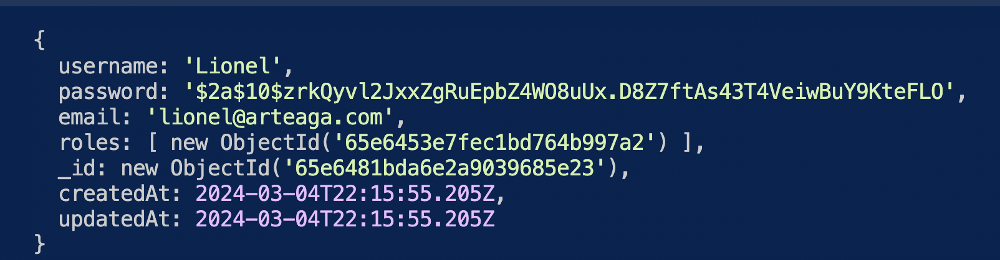 {
username: 'Lionel',
password: '$2a$10$zrkQyvl2JxxZgRuEpbZ4WO8uUx.D8Z7ftAs43T4VeiwBuY9KteFLO',
email: 'lionel@arteaga.com',
roles: [ new ObjectId('65e6453e7fec1bd764b997a2') ],
_id: new ObjectId('65e6481bda6e2a9039685e23'),
createdAt: 2024-03-04T22:15:55.205Z,
updatedAt: 2024-03-04T22:15:55.205Z
}